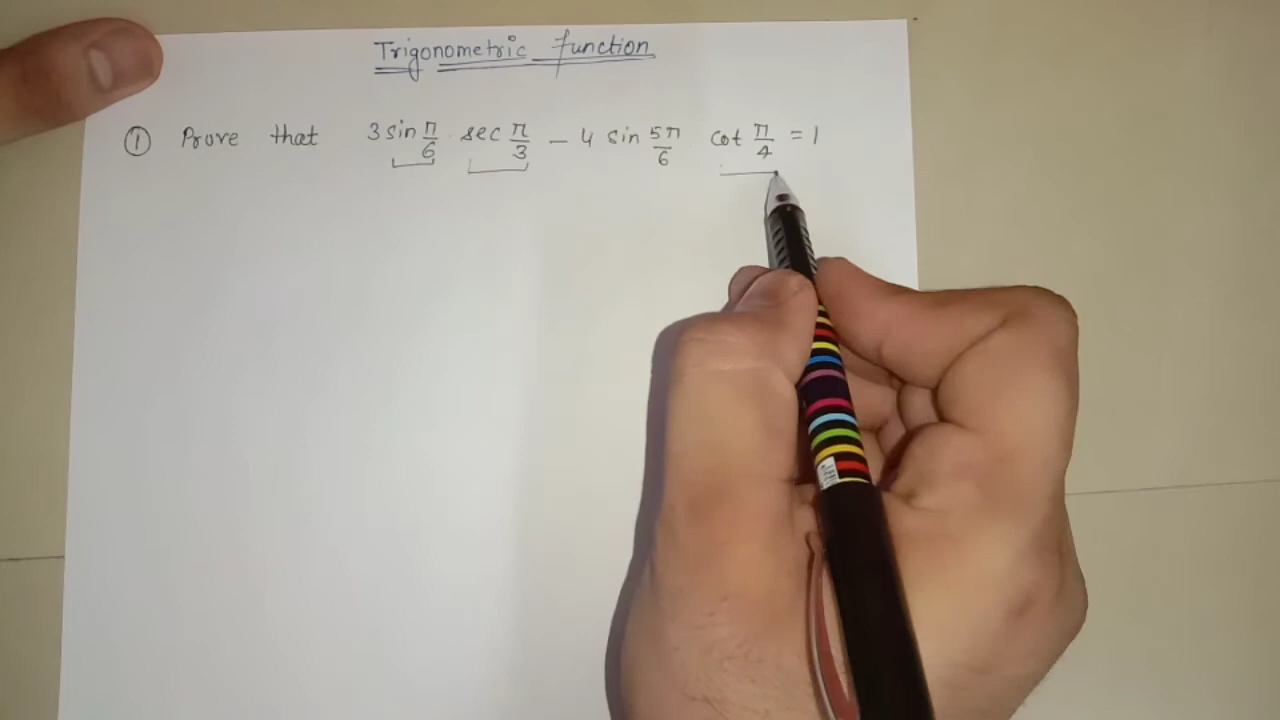 Trigonometric function
① Prove that 3 sin π/6 . sec π/3 − 4 sin 5π/6 . cot π/4 = 1